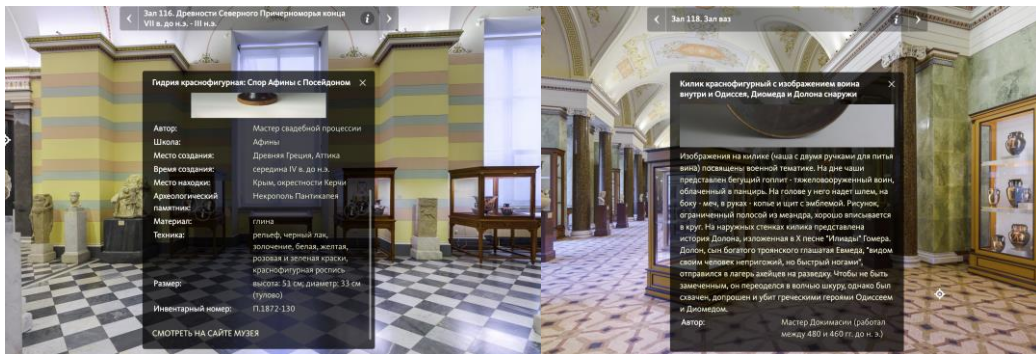 Зал 116. Древности Северного Причерноморья конца
VII в. до н.э. - III н.э.
Гидрия краснофигурная: Спор Афины с Посейдоном
Автор: Мастер свадебной процессии
Школа: Афины
Место создания: Древняя Греция, Аттика
Время создания: середина IV в. до н.э.
Место находки: Крым, окрестности Керчи
Археологический Некрополь Пантикапея
памятник:
Материал: глина
Техника: рельеф, черный лак,
золочение, белая, желтая,
розовая и зеленая краски,
краснофигурная роспись
Размер: высота: 51 см; диаметр: 33 см
(тулово)
Инвентарный номер: П.1872-130
СМОТРЕТЬ НА САЙТЕ МУЗЕЯ
Зал 118. Зал ваз
Килик краснофигурный с изображением воина
внутри и Одиссея, Диомеда и Долона снаружи
Изображения на килике (чаша с двумя ручками для питья
вина) посвящены военной тематике. На дне чаши
представлен бегущий гоплит - тяжеловооруженный воин,
облаченный в панцирь. На голове у него надет шлем, на
боку - меч, в руках - копье и щит с эмблемой. Рисунок,
ограниченный полосой из меандра, хорошо вписывается
в круг. На наружных стенках килика представлена
история Долона, изложенная в X песне "Илиады" Гомера.
Долон, сын богатого троянского глашатая Евмеда, "видом
своим человек непригожий, но быстрый ногами",
отправился в лагерь ахейцев на разведку. Чтобы не быть
замеченным, он переоделся в волчью шкуру, однако был
схвачен, допрошен и убит греческими героями Одиссеем
и Диомедом.
Автор: Мастер Докимасии (работал
между 480 и 460 гг. до н. э.)